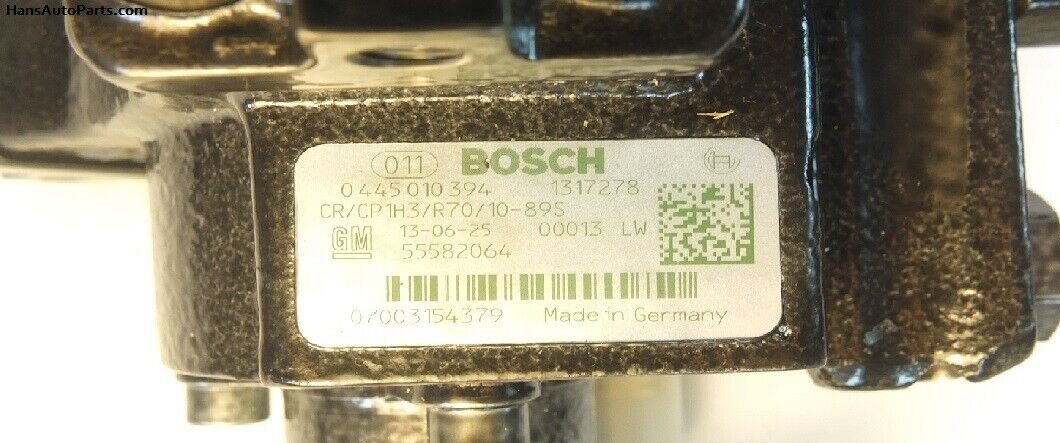 HansAutoParts.com
011 BOSCH
0 445 010 394 1317278
CR/CP1H3/R70/10-89S
GM 13-06-25 00013 LW
55582064
07003154379 Made in Germany